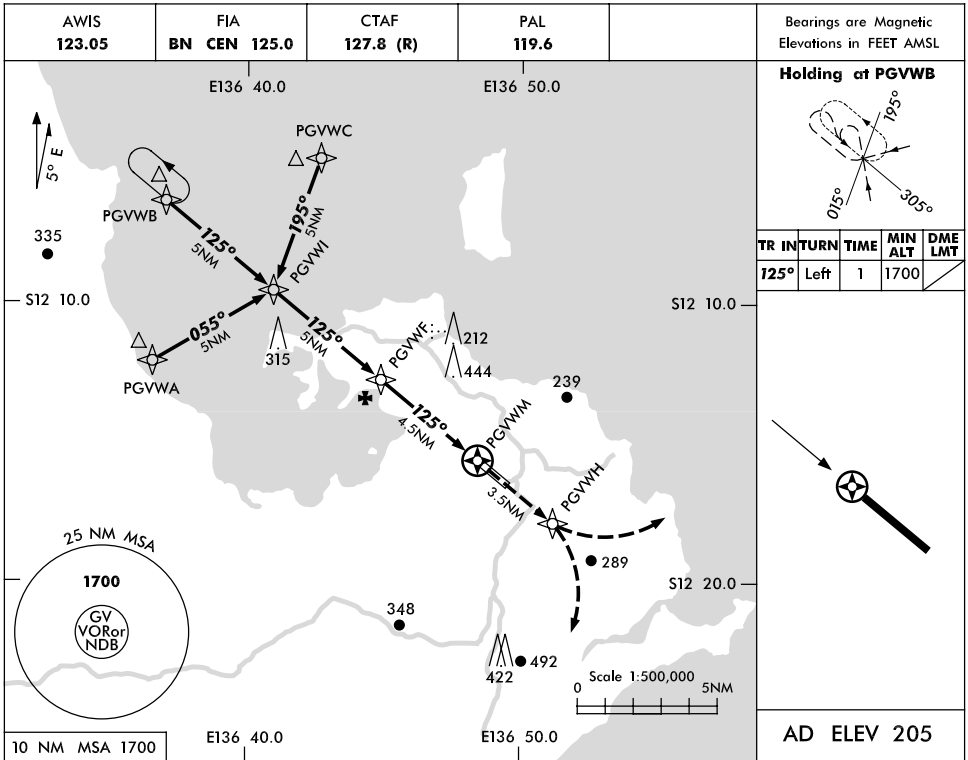 AWIS
123.05
FIA
BN CEN 125.0
CTAF
127.8 (R)
PAL
119.6
Bearings are Magnetic
Elevations in FEET AMSL
E136 40.0
E136 50.0
5° E
PGVWC
PGVWB
335
195°
5NM
125°
5NM
PGVWI
S12 10.0
S12 10.0
055°
5NM
PGVWA
315
125°
5NM
PGVWF
212
444
239
125°
4.5NM
PGVWM
3.5NM
PGVWH
289
S12 20.0
25 NM MSA
1700
GV
VORor
NDB
348
492
422
Scale 1:500,000
0
5NM
10 NM MSA 1700
E136 40.0
E136 50.0
Holding at PGVWB
195°
015°
305°
TR IN TURN TIME MIN ALT DME LMT
125° Left 1 1700
AD ELEV 205